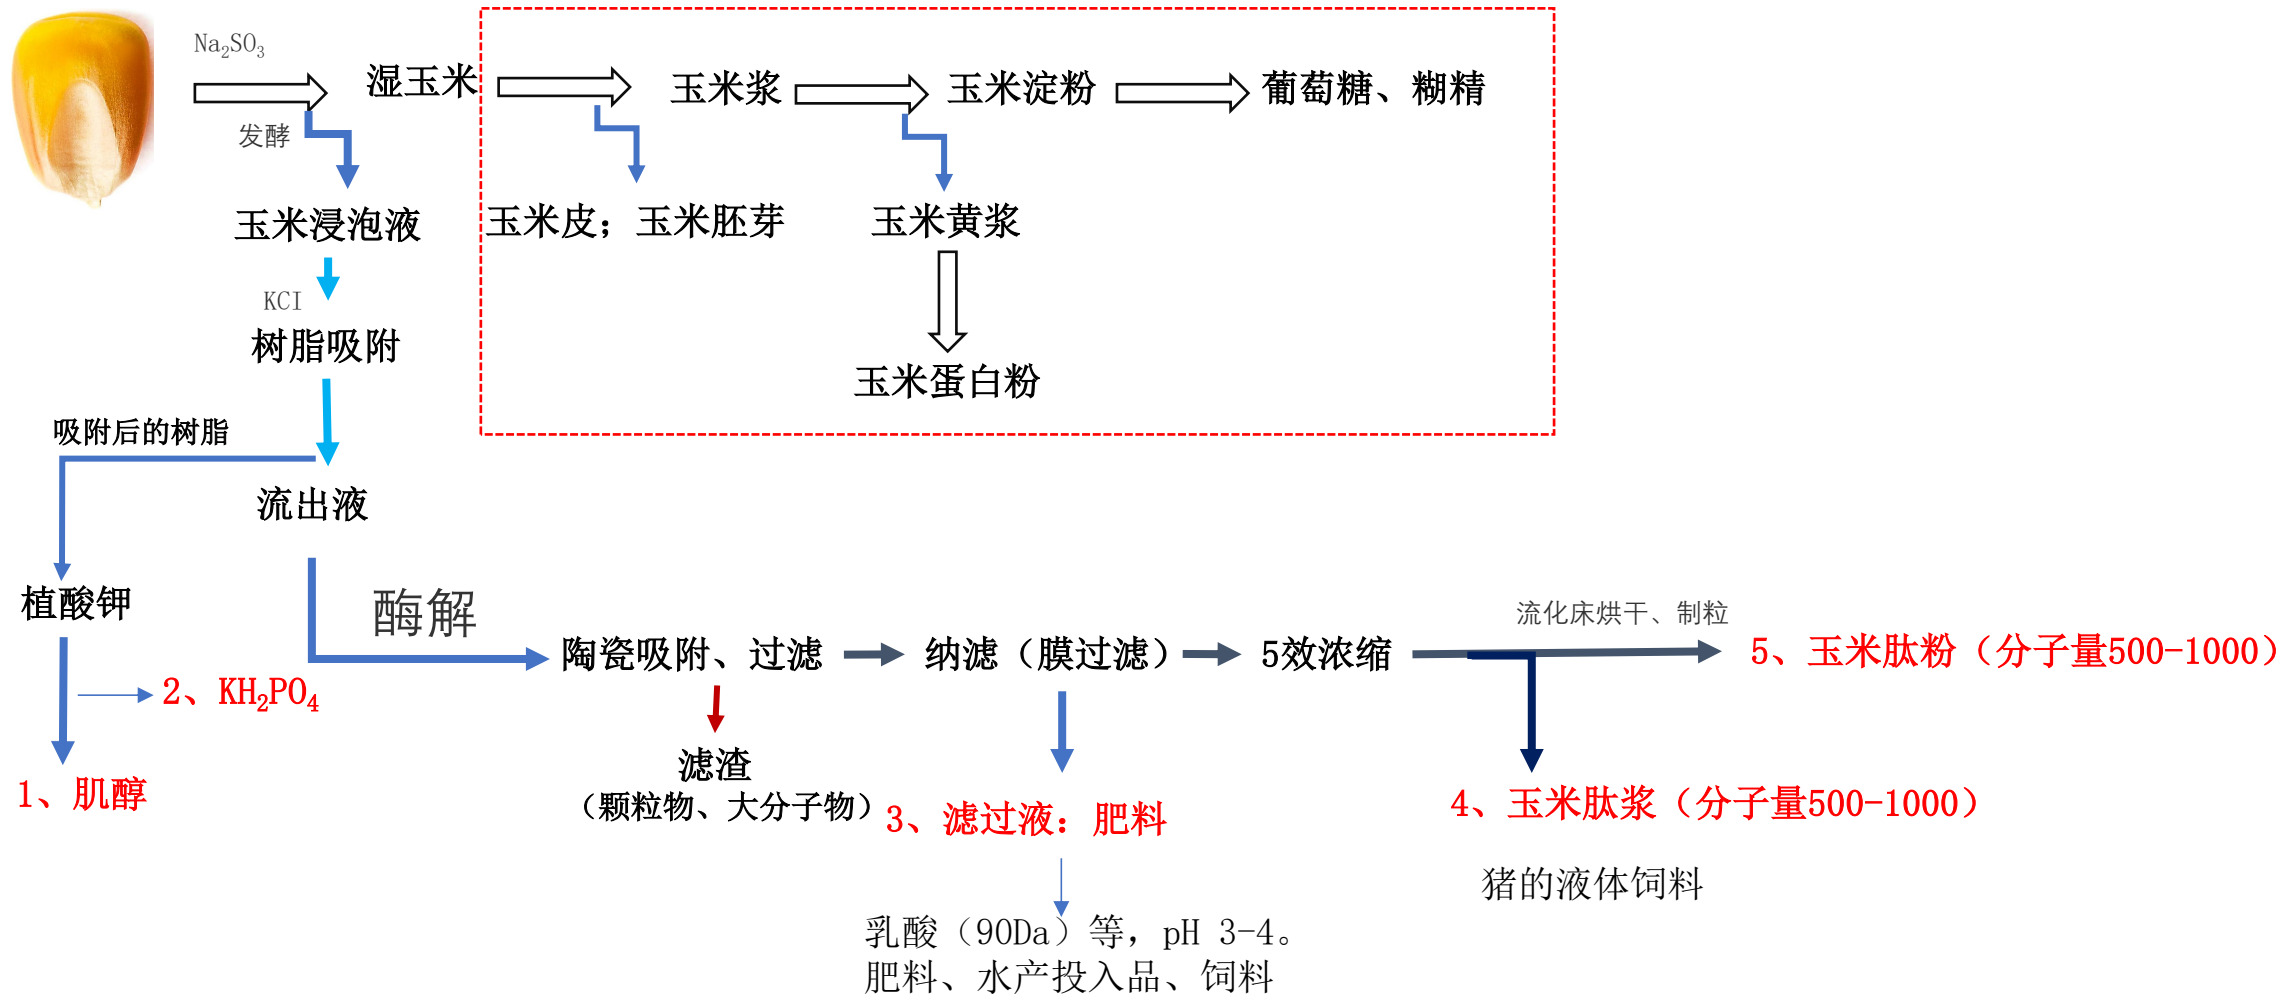 Na₂SO₃
发酵
湿玉米
玉米浆
玉米淀粉
葡萄糖、糊精
玉米浸泡液
玉米皮；玉米胚芽
玉米黄浆
KCI
树脂吸附
玉米蛋白粉
吸附后的树脂
流出液
植酸钾
酶解
陶瓷吸附、过滤
纳滤（膜过滤）
5效浓缩
流化床烘干、制粒
5、玉米肽粉（分子量500-1000）
2、KH₂PO₄
1、肌醇
滤渣
（颗粒物、大分子物）
3、滤过液：肥料
4、玉米肽浆（分子量500-1000）
猪的液体饲料
乳酸（90Da）等，pH 3-4。
肥料、水产投入品、饲料